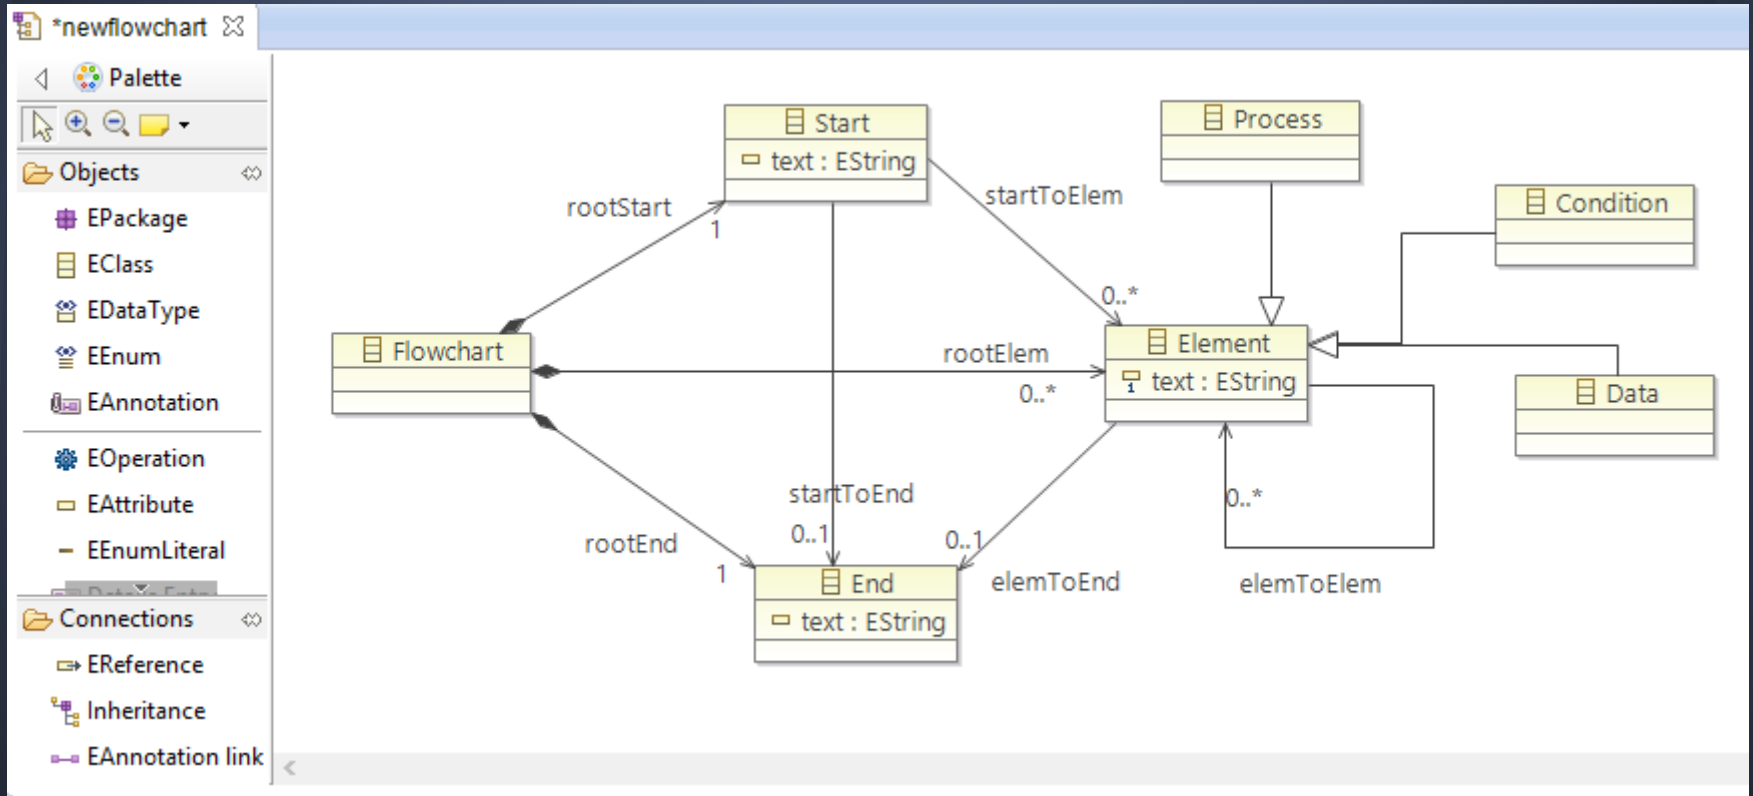 *newflowchart
Palette
Objects
EPackage
EClass
EDataType
EEnum
EAnnotation
EOperation
EAttribute
EEnumLiteral
Connections
EReference
Inheritance
EAnnotation link
Start
text : EString
Process
Condition
rootStart
1
startToElem
0..*
Flowchart
rootElem
0..*
Element
1
text : EString
Data
startToEnd
0..1
0..1
0..*
rootEnd
1
elemToEnd
elemToElem
End
text : EString